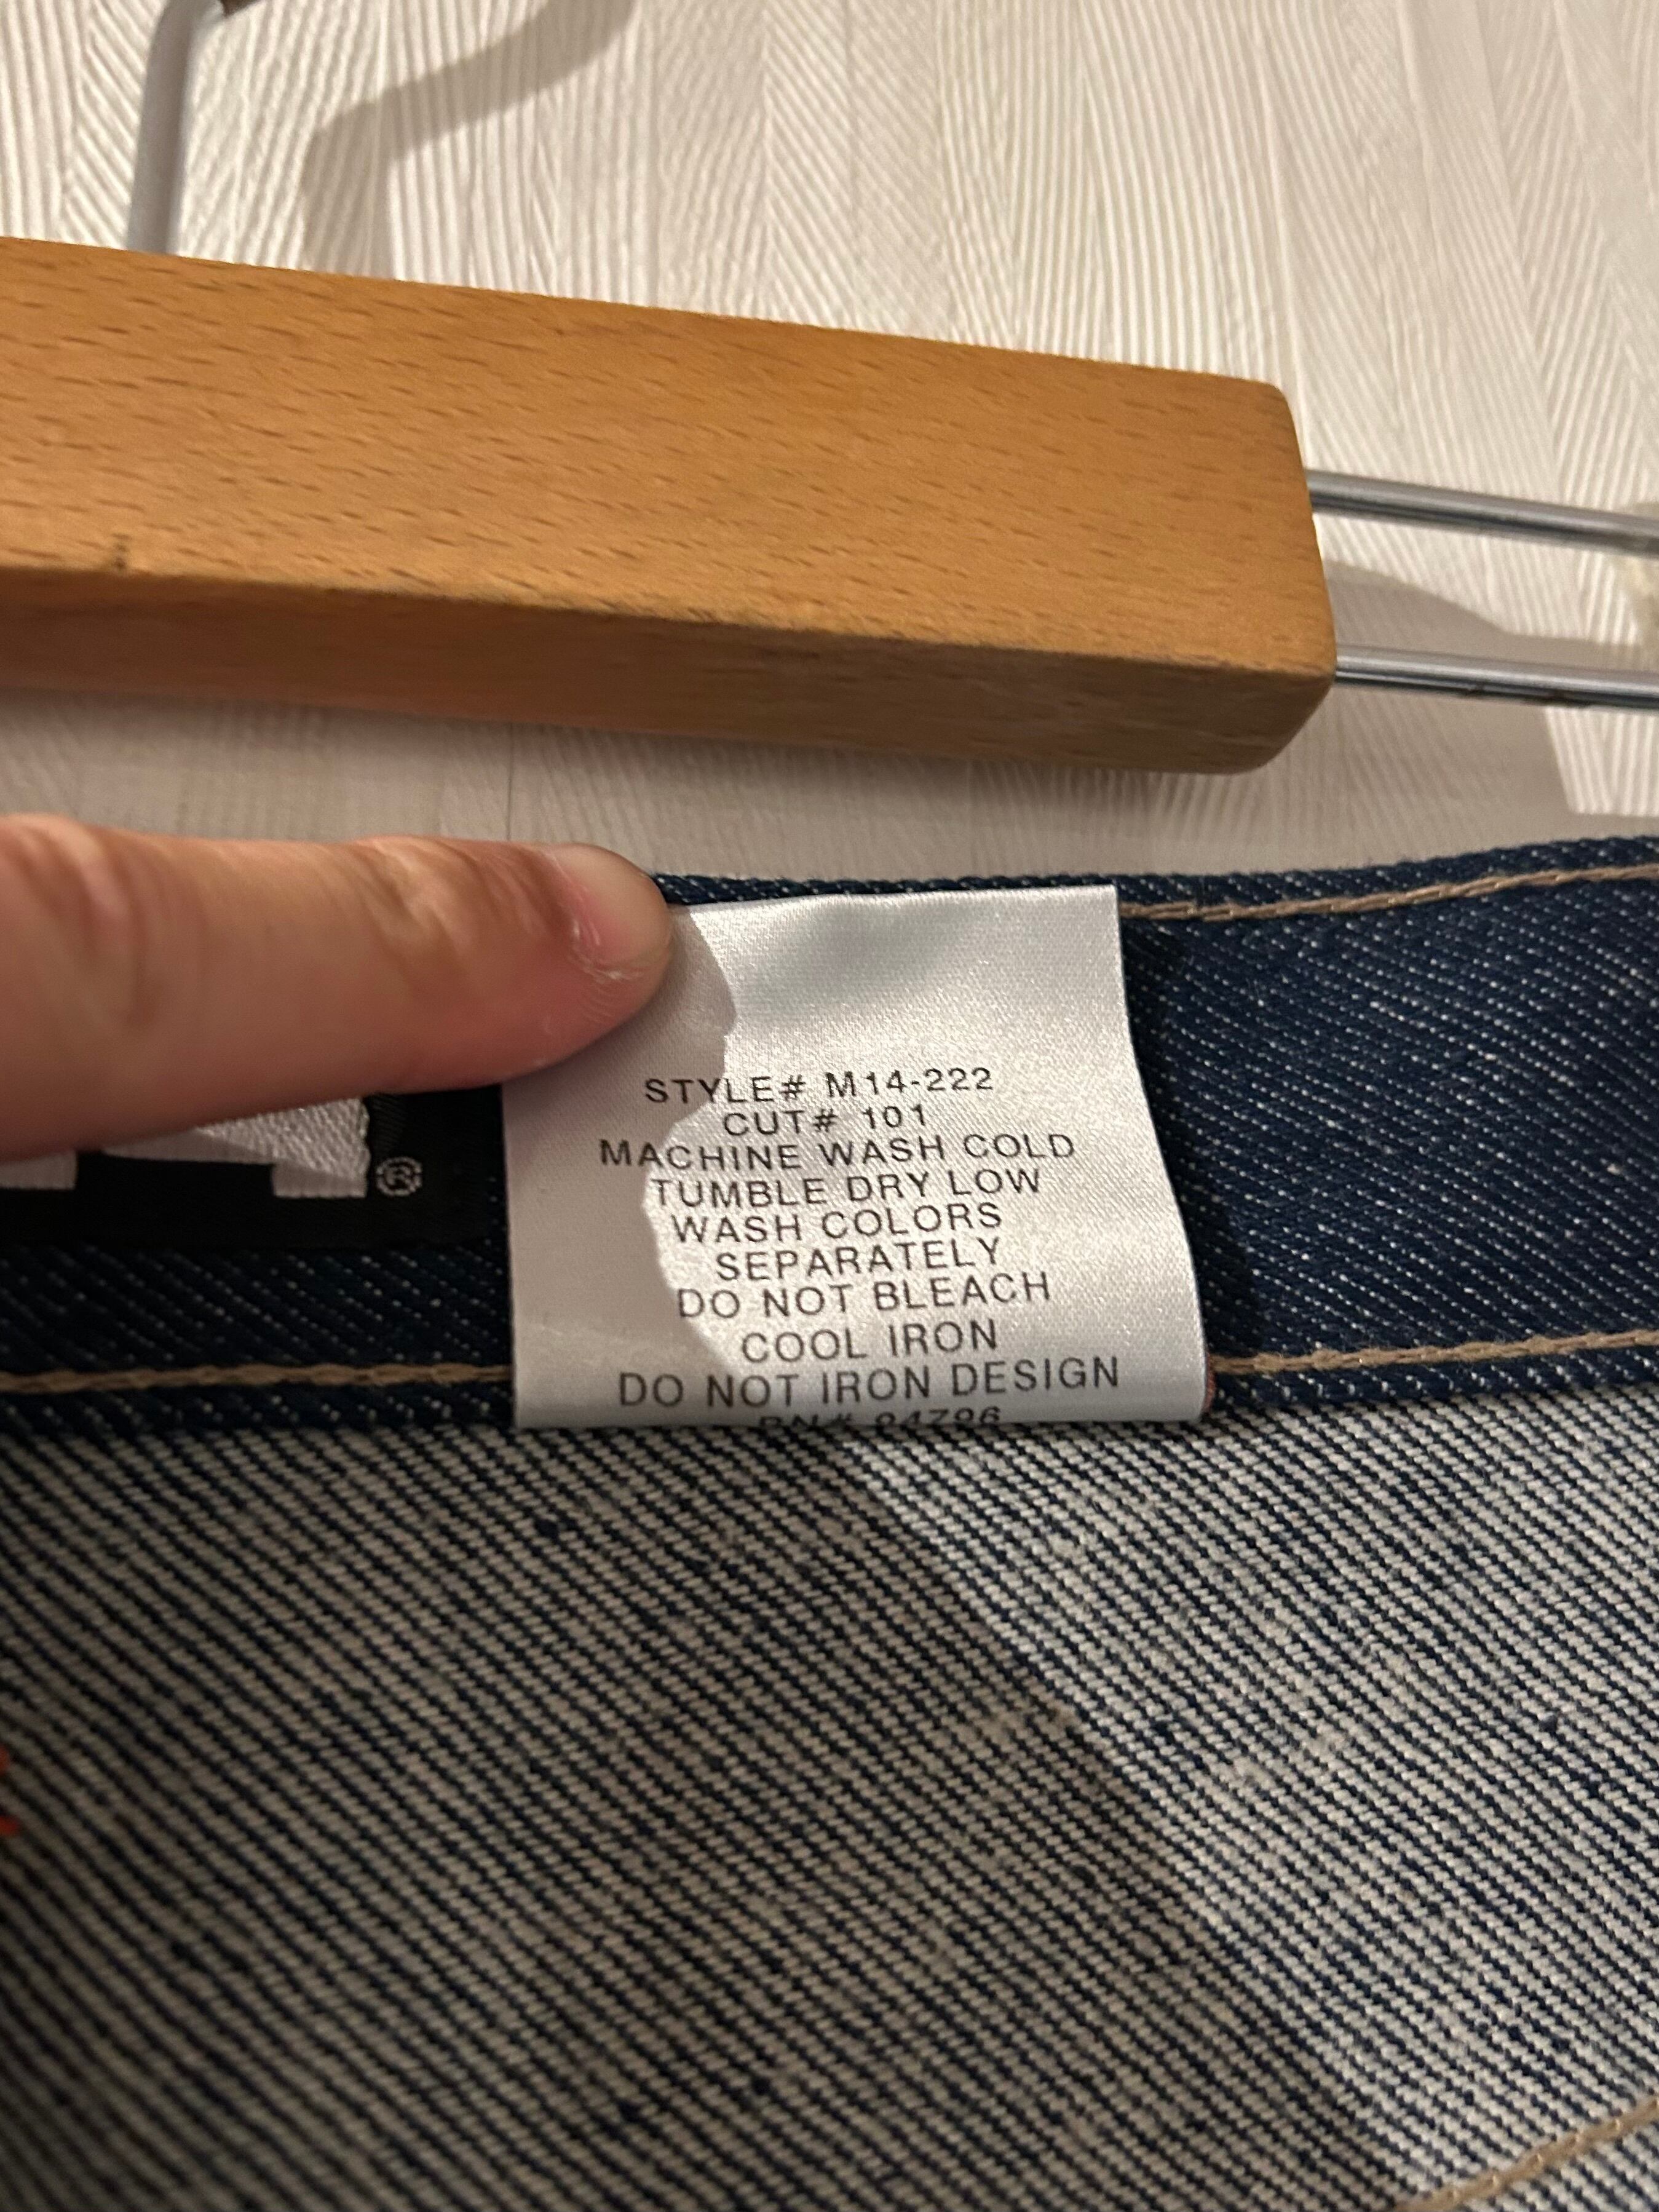 STYLE# M14-222
CUT# 101
MACHINE WASH COLD
TUMBLE DRY LOW
WASH COLORS
SEPARATELY
DO NOT BLEACH
COOL IRON
DO NOT IRON DESIGN
®